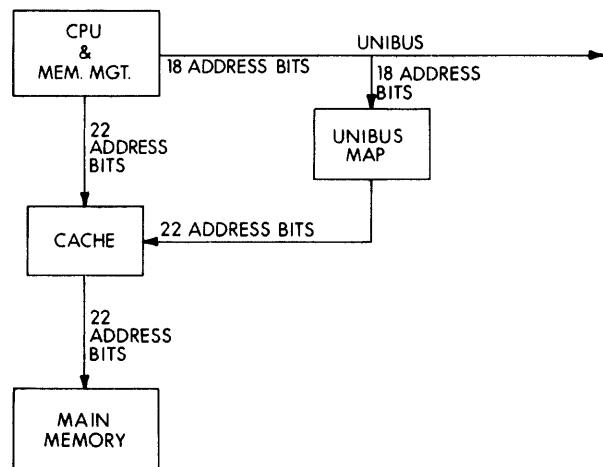 CPU
&
MEM. MGT.
UNIBUS
18 ADDRESS BITS
18 ADDRESS
BITS
UNIBUS
MAP
22
ADDRESS
BITS
22 ADDRESS BITS
CACHE
22
ADDRESS
BITS
MAIN
MEMORY